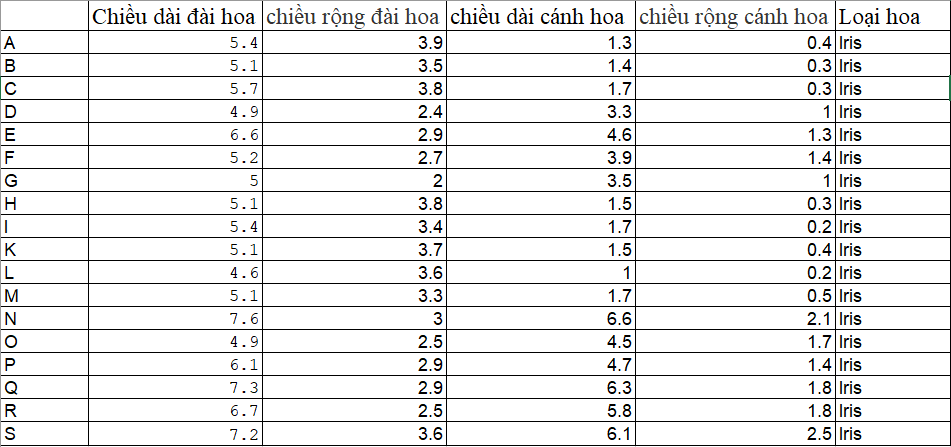 Chiều dài đài hoa chiều rộng đài hoa chiều dài cánh hoa chiều rộng cánh hoa Loại hoa
A 5.4 3.9 1.3 0.4 Iris
B 5.1 3.5 1.4 0.3 Iris
C 5.7 3.8 1.7 0.3 Iris
D 4.9 2.4 3.3 1 Iris
E 6.6 2.9 4.6 1.3 Iris
F 5.2 2.7 3.9 1.4 Iris
G 5 2 3.5 1 Iris
H 5.1 3.8 1.5 0.3 Iris
I 5.4 3.4 1.7 0.2 Iris
K 5.1 3.7 1.5 0.4 Iris
L 4.6 3.6 1 0.2 Iris
M 5.1 3.3 1.7 0.5 Iris
N 7.6 3 6.6 2.1 Iris
O 4.9 2.5 4.5 1.7 Iris
P 6.1 2.9 4.7 1.4 Iris
Q 7.3 2.9 6.3 1.8 Iris
R 6.7 2.5 5.8 1.8 Iris
S 7.2 3.6 6.1 2.5 Iris